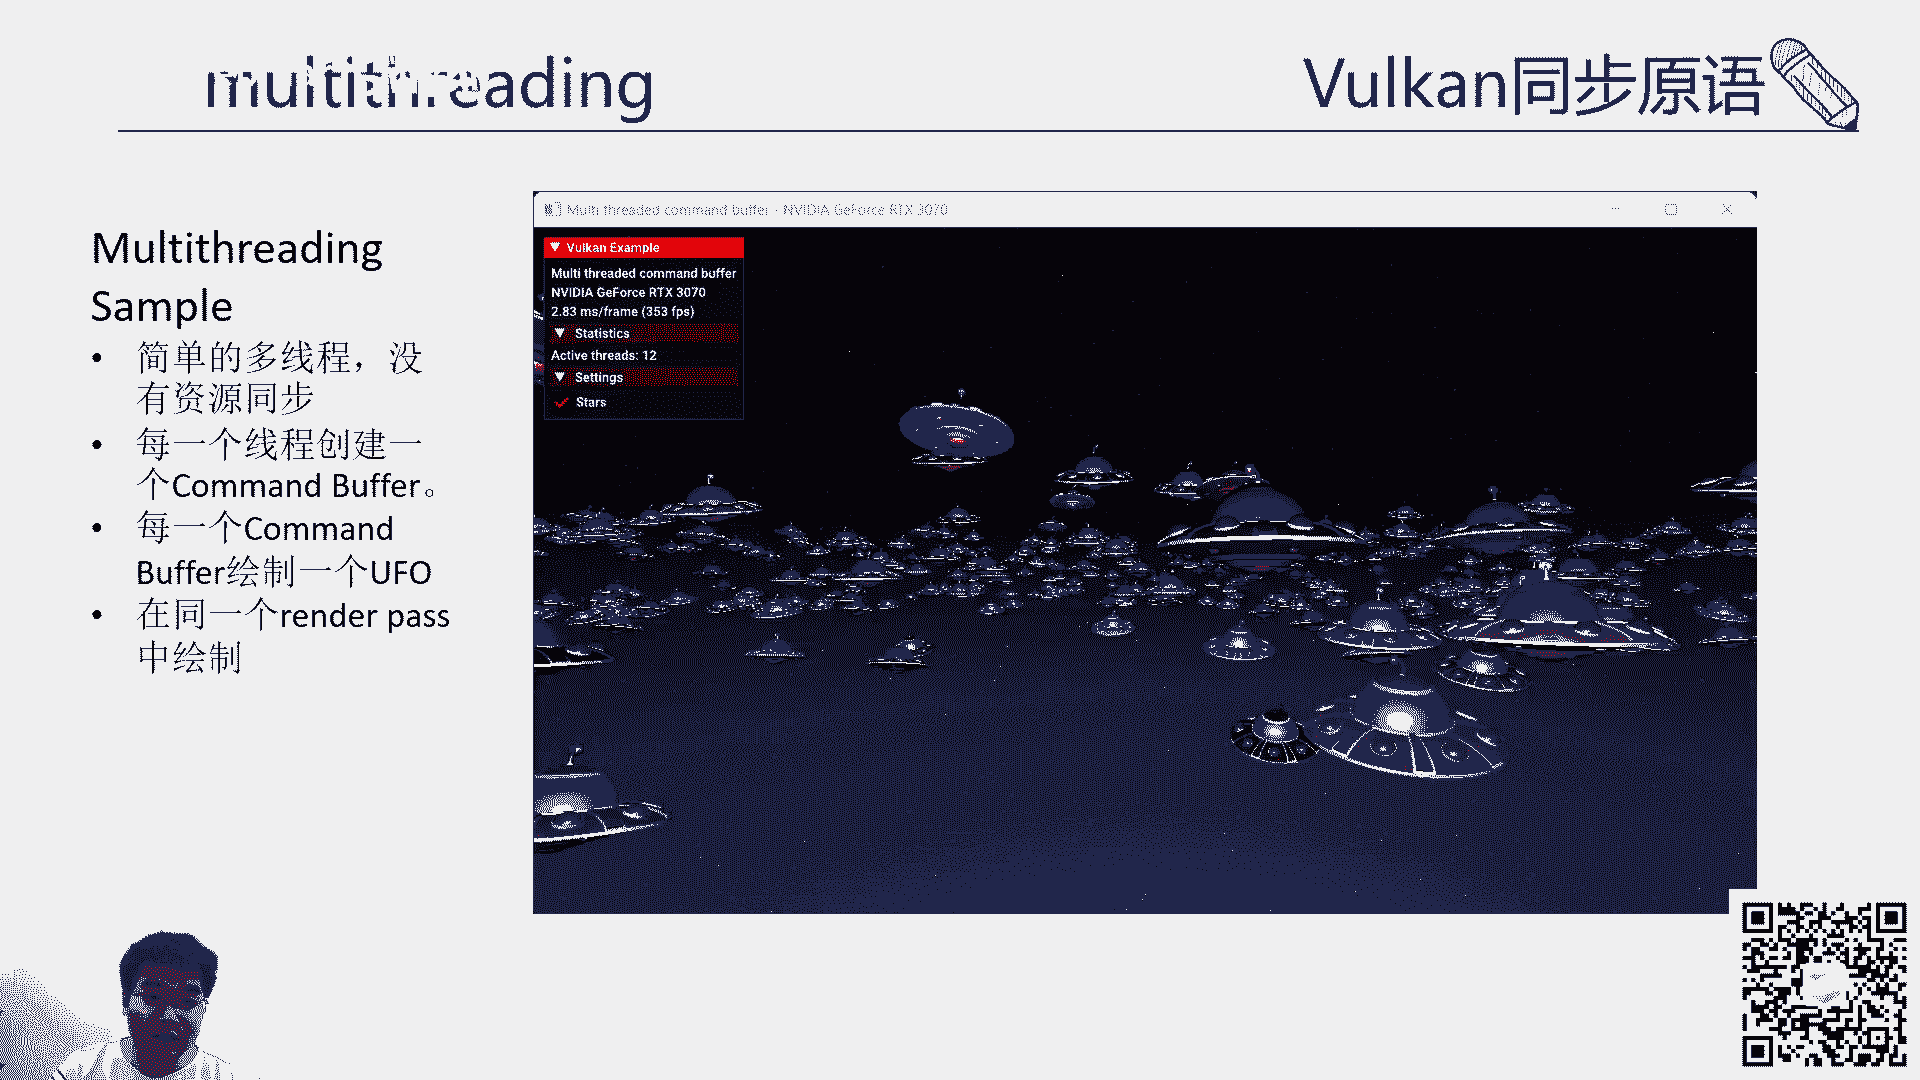 multithreading
Vulkan同步原语
Multithreading
Sample
• 简单的多线程，没
有资源同步
• 每一个线程创建一
个Command Buffer。
• 每一个Command
Buffer绘制一个UFO
• 在同一个render pass
中绘制
Multi threaded command buffer - NVIDIA GeForce RTX 3070
Vulkan Example
Multi threaded command buffer
NVIDIA GeForce RTX 3070
2.83 ms/frame (353 fps)
Statistics
Active threads: 12
Settings
Stars